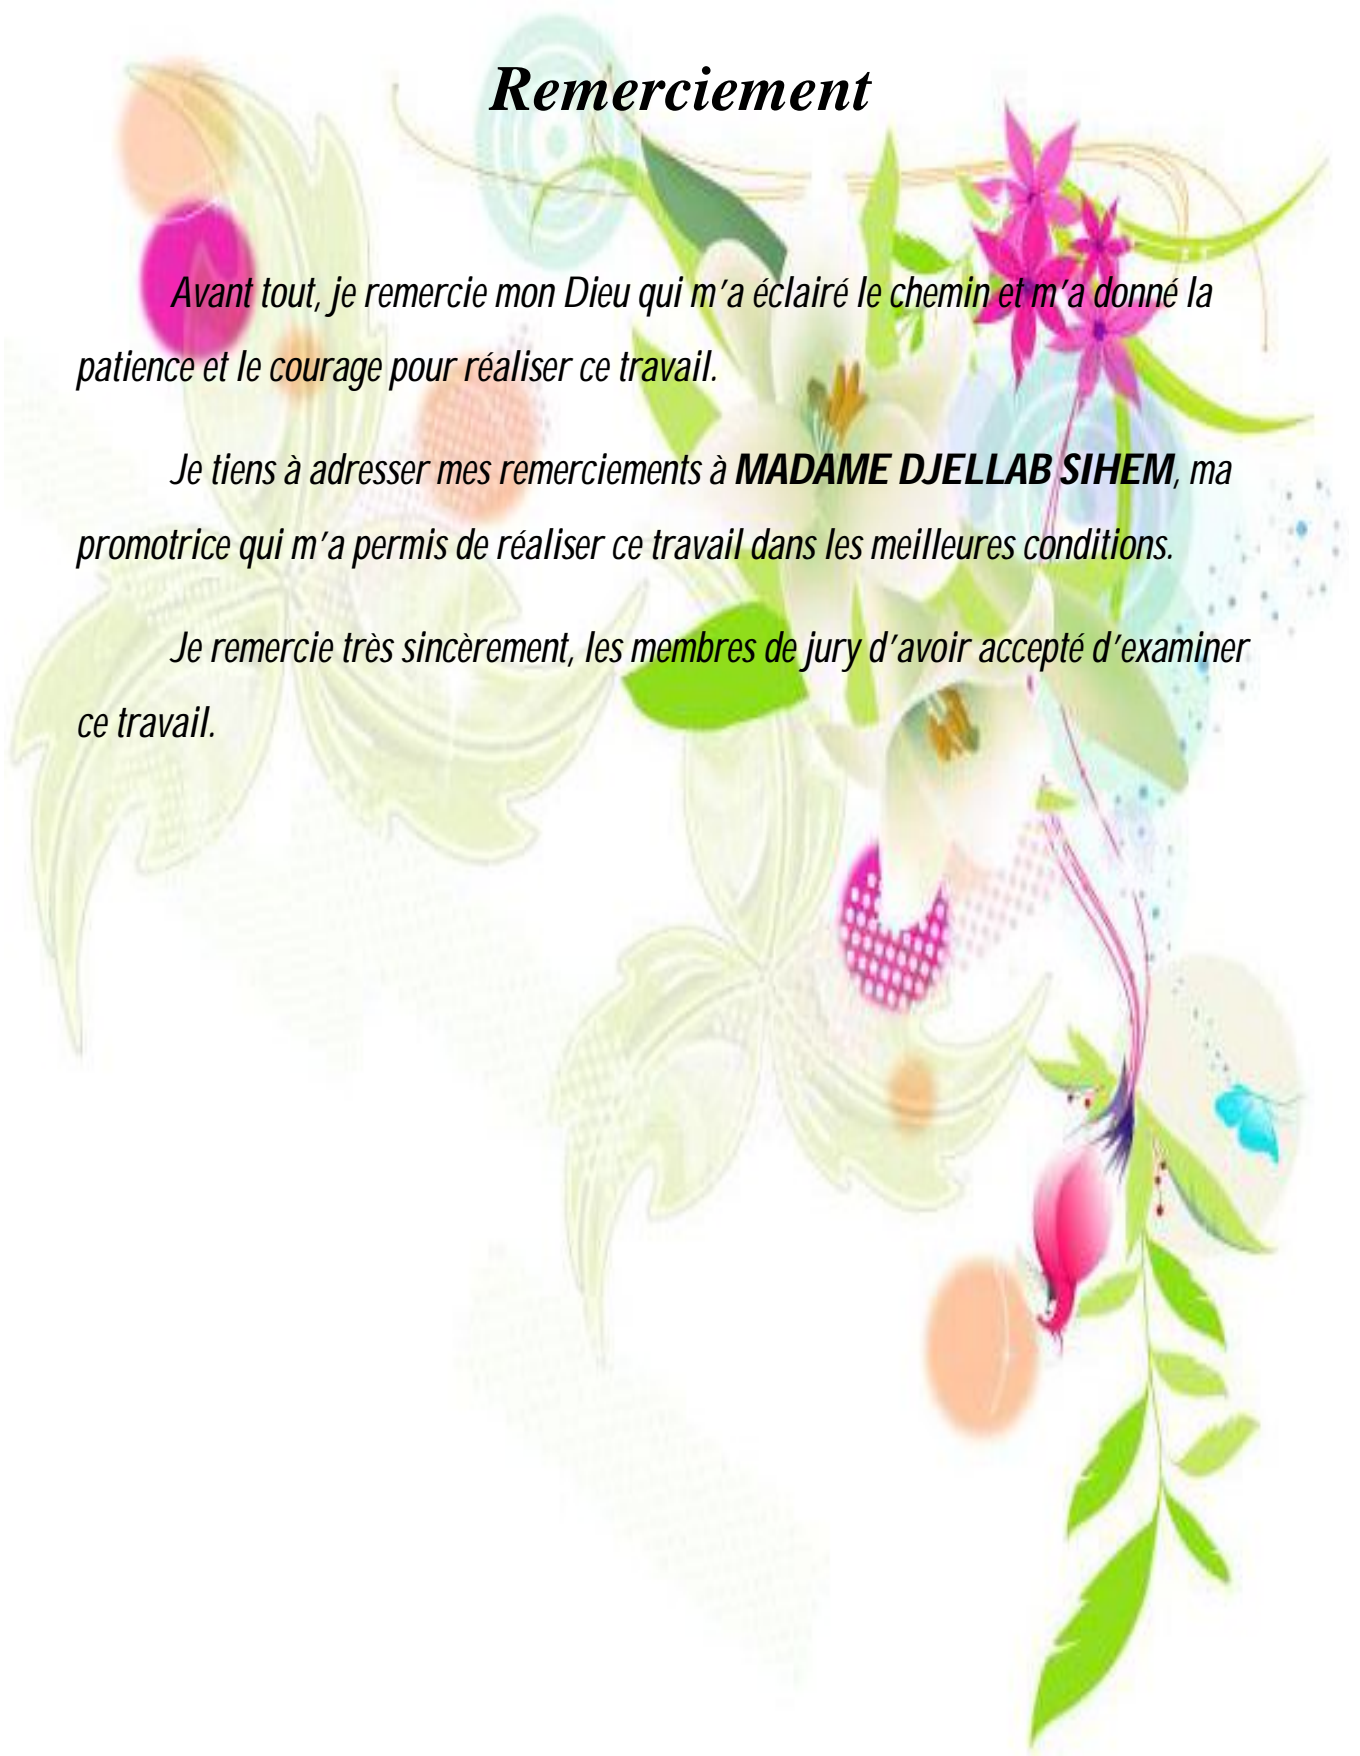 Remerciement
Avant tout, je remercie mon Dieu qui m’a éclairé le chemin et m’a donné la
patience et le courage pour réaliser ce travail.
Je tiens à adresser mes remerciements à MADAME DJELLAB SIHEM, ma
promotrice qui m’a permis de réaliser ce travail dans les meilleures conditions.
Je remercie très sincèrement, les membres de jury d’avoir accepté d’examiner
ce travail.